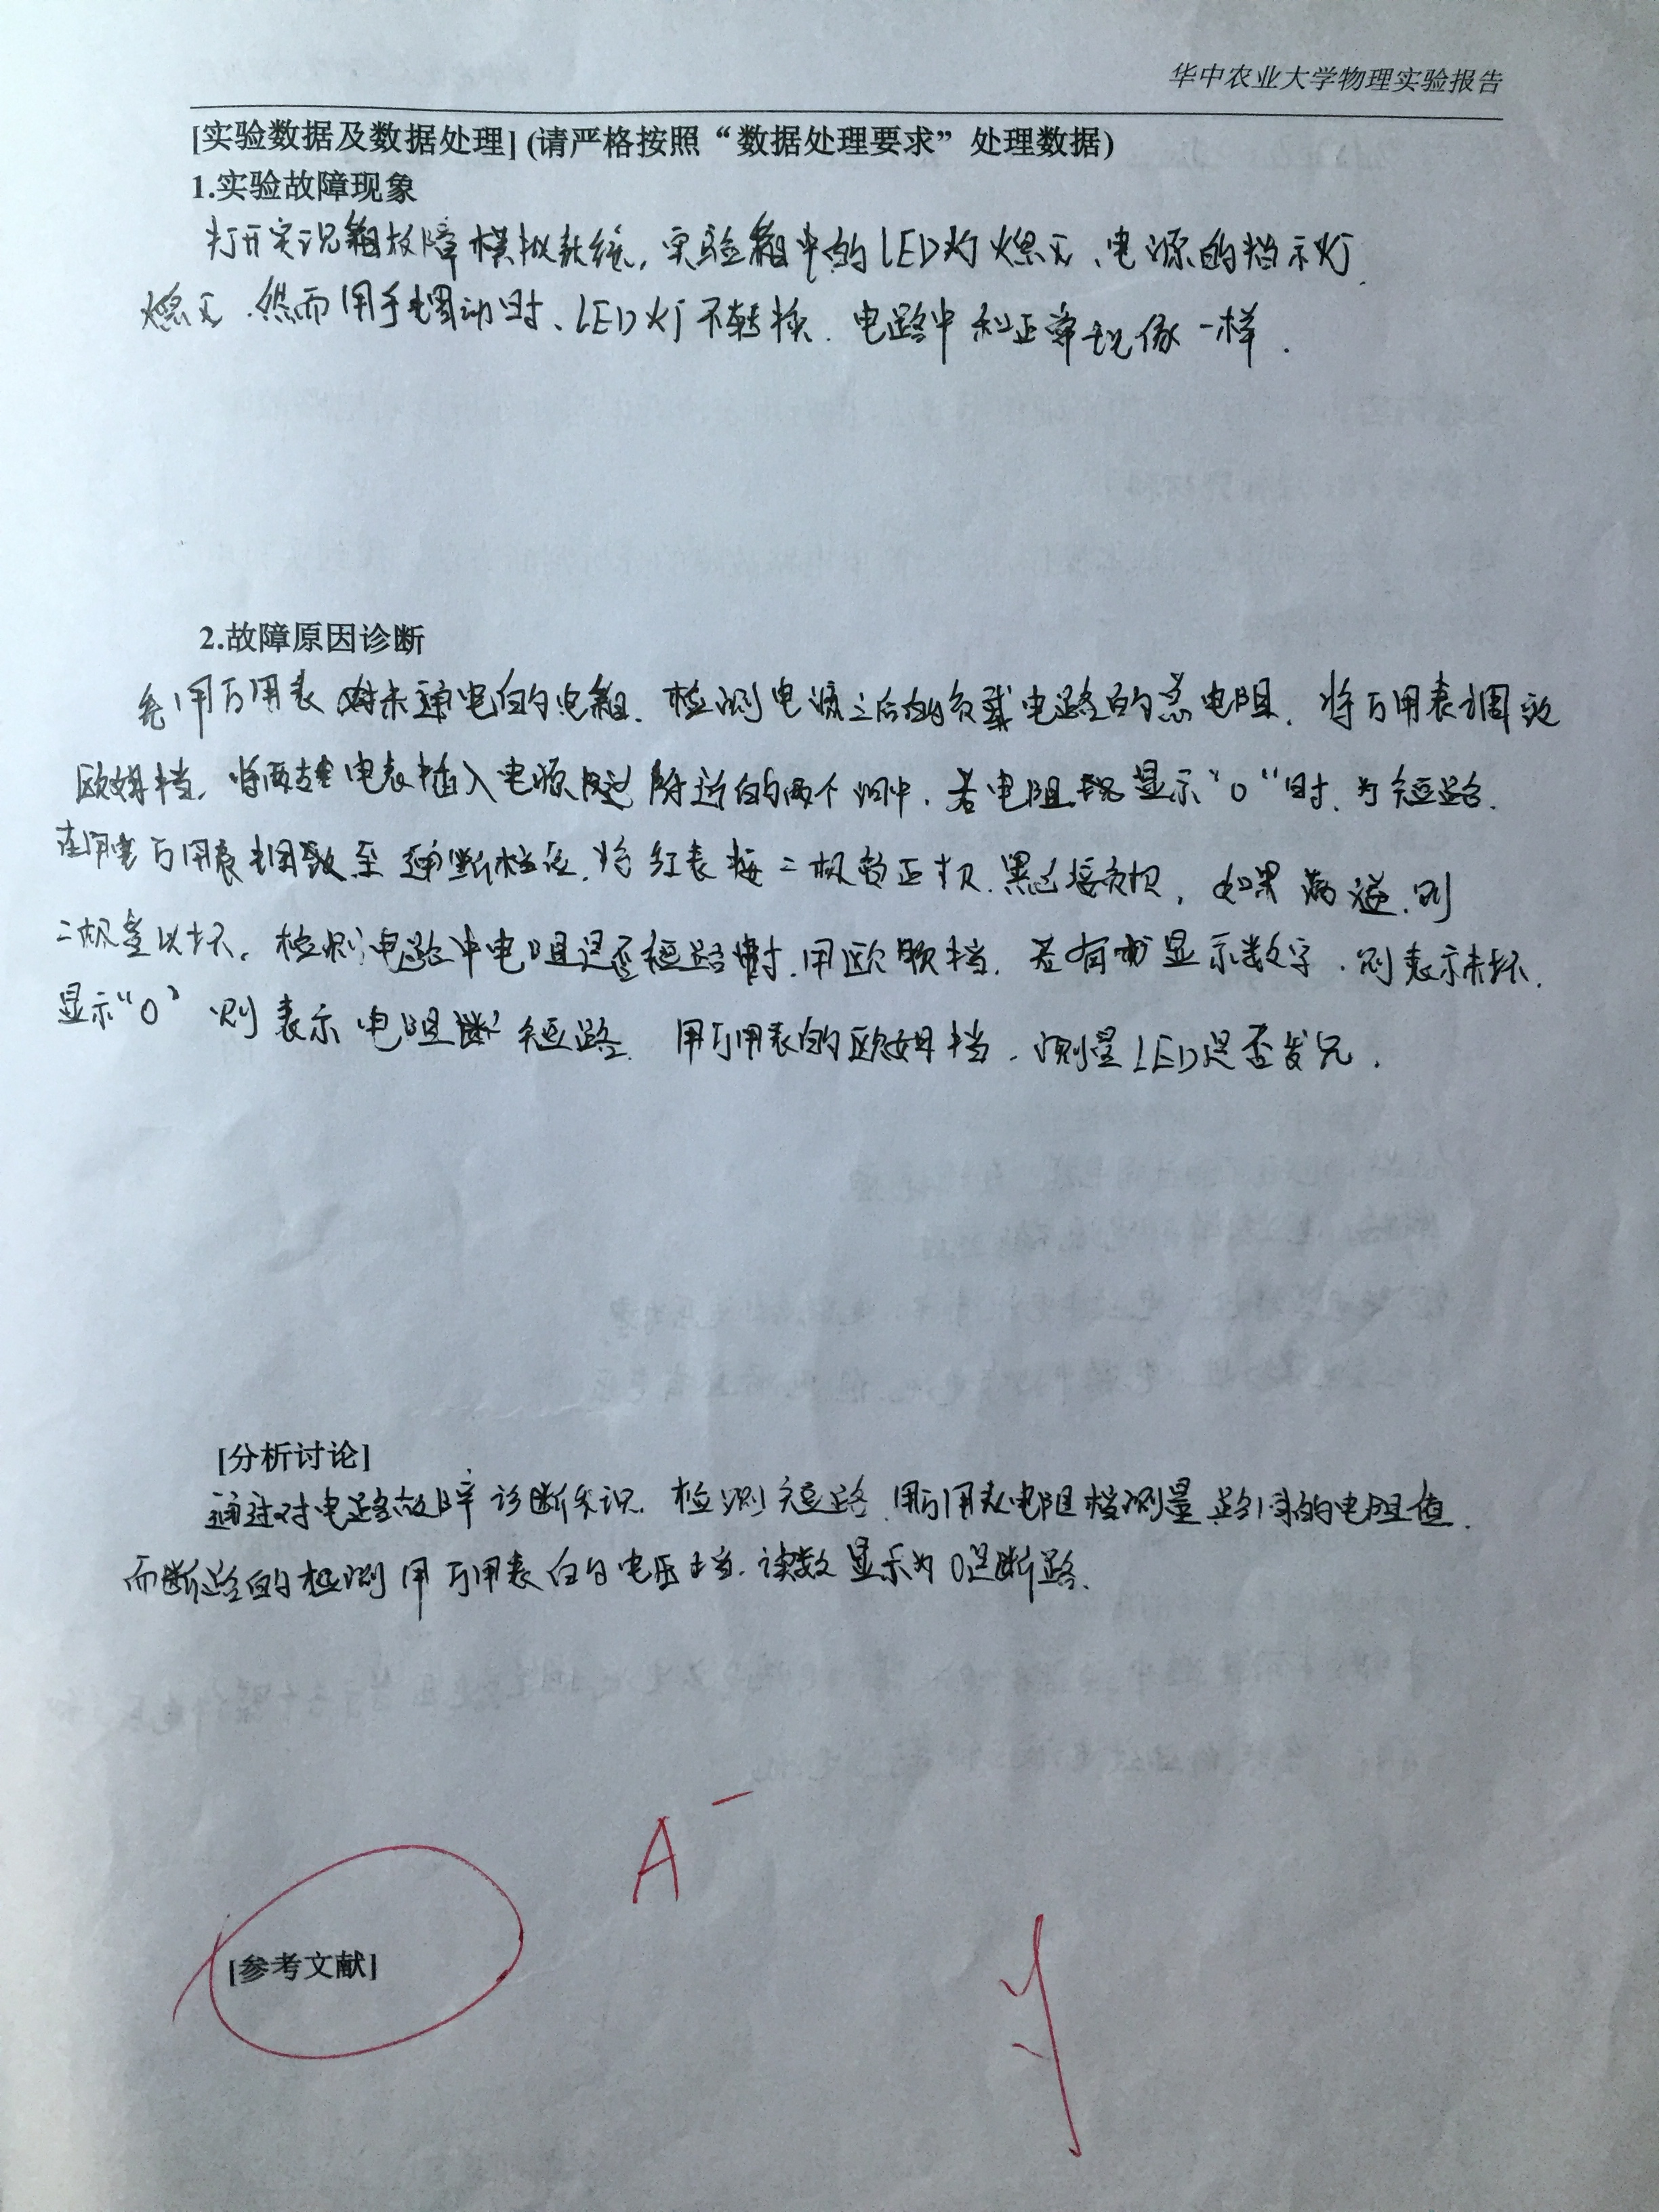 华中农业大学物理实验报告
[实验数据及数据处理] (请严格按照“数据处理要求”处理数据)
1.实验故障现象
打开实况箱故障模拟系统,实验箱中的LED灯熄灭、电源的指示灯
熄灭.然而用手调动时、LED灯不转换.电路中和正常现像一样.
2.故障原因诊断
先用万用表对未通电的电箱.检测电源之后的负载电路的总电阻.将万用表调致
欧姆档.将两支电表插入电源附近的两个凹中.若电阻显示“0”时.为短路.
万用表调致至通断档位.将红表接二极管正极.黑接负极,如果
二极管以坏.检测电路中电阻是否短路时.用欧姆档.若有显示数字.则表示未坏.
显示“0”则表示电阻短路.用万用表的欧姆档.测量LED是否发光.
[分析讨论]
通过对电路故障诊断知识.检测短路.用万用表电阻档测量路间的电阻值.
而断路的检测用万用表的电压档.读数显示为0是断路.
A-
[参考文献]